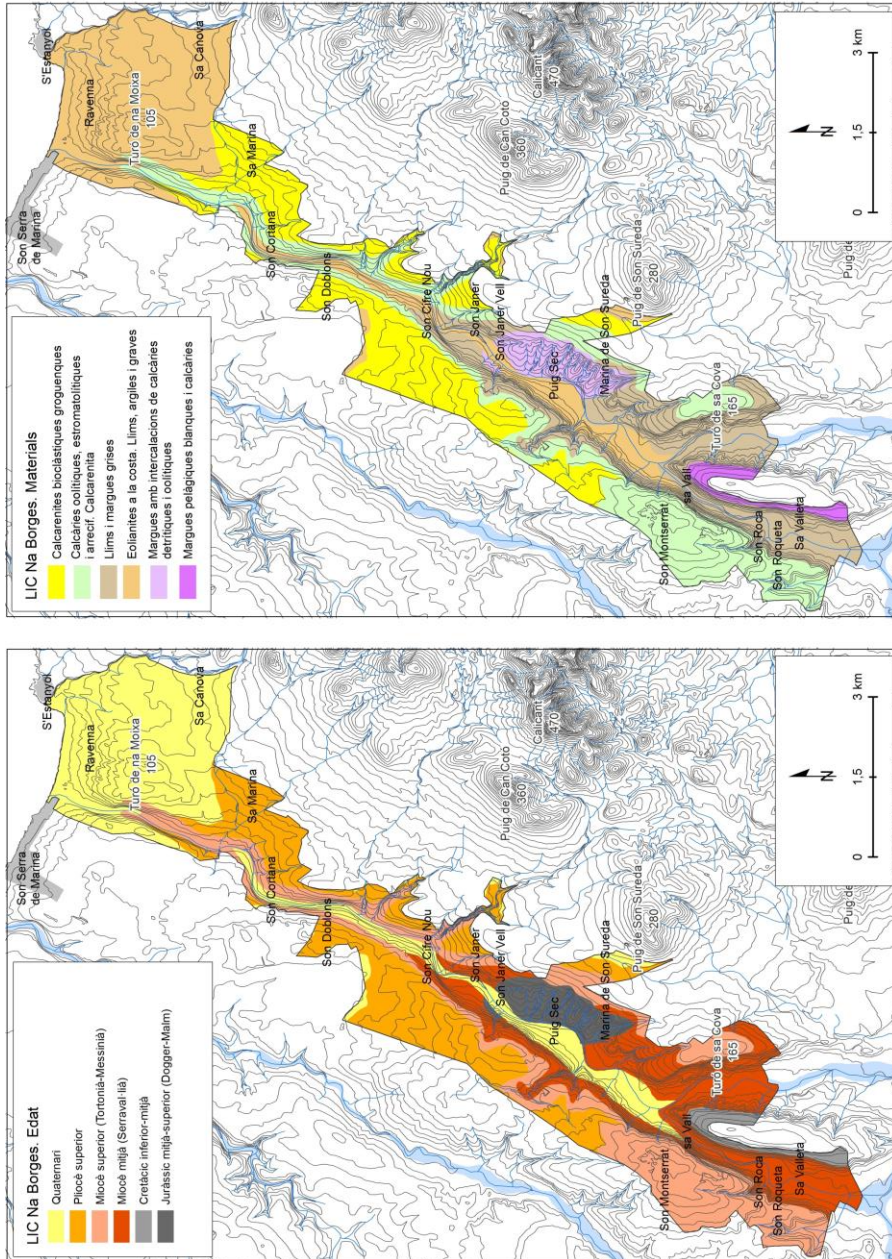 LIC Na Borges. Edat
Quaternari
Pliocè superior
Miocè superior (Tortonià-Messinià)
Miocè mitjà (Serraval·lià)
Cretàcic inferior-mitjà
Juràssic mitjà-superior (Dogger-Malm)
Son Serra
de Marina
S'Estanyol
Ravenna
Turó de na Moixa
105
Sa Canova
Sa Marina
Son Cortana
Son Doblons
Son Cifre Nou
Son Janer
Son Janer Vell
Puig de Can Cotó
360
Calicant
470
Puig Sec
Marina de Son Sureda
Puig de Son Sureda
280
Son Montserrat
sa Vall
Turó de sa Cova
165
Son Roca
Son Roqueta
Sa Valleta
Puig de
N
0
1,5
3 km
LIC Na Borges. Materials
Calcarenites bioclàstiques groguenques
Calcàries oolítiques, estromatolítiques
i arrecif. Calcarenita
Llims i margues grises
Eolianites a la costa. Llims, argiles i graves
Margues amb intercalacions de calcàries
detrítiques i oolítiques
Margues pelàgiques blanques i calcàries
Son Serra
de Marina
S'Estanyol
Ravenna
Turó de na Moixa
105
Sa Canova
Sa Marina
Son Cortana
Son Doblons
Son Cifre Nou
Son Janer
Son Janer Vell
Puig de Can Cotó
360
Calicant
470
Puig Sec
Marina de Son Sureda
Puig de Son Sureda
280
Son Montserrat
sa Vall
Turó de sa Cova
165
Son Roca
Son Roqueta
Sa Valleta
Puig de
N
0
1,5
3 km